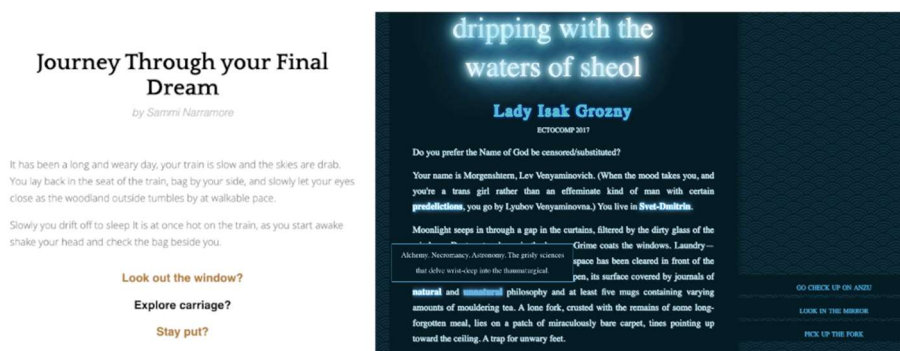 Journey Through your Final
Dream
by Sammi Narramore
It has been a long and weary day, your train is slow and the skies are drab.
You lay back in the seat of the train, bag by your side, and slowly let your eyes
close as the woodland outside tumbles by at walkable pace.
Slowly you drift off to sleep It is at once hot on the train, as you start awake
shake your head and check the bag beside you.
Look out the window?
Explore carriage?
Stay put?
dripping with the
waters of sheol
Lady Isak Grozny
ECTOCOMP 2017
Do you prefer the Name of God be censored/substituted?
Your name is Morgenshtern, Lev Venyaminovich. (When the mood takes you, and
you're a trans girl rather than an effeminate kind of man with certain
predelictions, you go by Lyubov Venyaminovna.) You live in Svet-Dmitrin.
Moonlight seeps in through a gap in the curtains, filtered by the dirty glass of the
Grime coats the windows. Laundry—
Alchemy. Necromancy. Astronomy. The grisly sciences
that delve wrist-deep into the thaumaturgical.
space has been cleared in front of the
pen, its surface covered by journals of
natural and unnatural philosophy and at least five mugs containing varying
amounts of mouldering tea. A lone fork, crusted with the remains of some long-
forgotten meal, lies on a patch of miraculously bare carpet, tines pointing up
toward the ceiling. A trap for unwary feet.
GO CHECK UP ON ANZU
LOOK IN THE MIRROR
PICK UP THE FORK